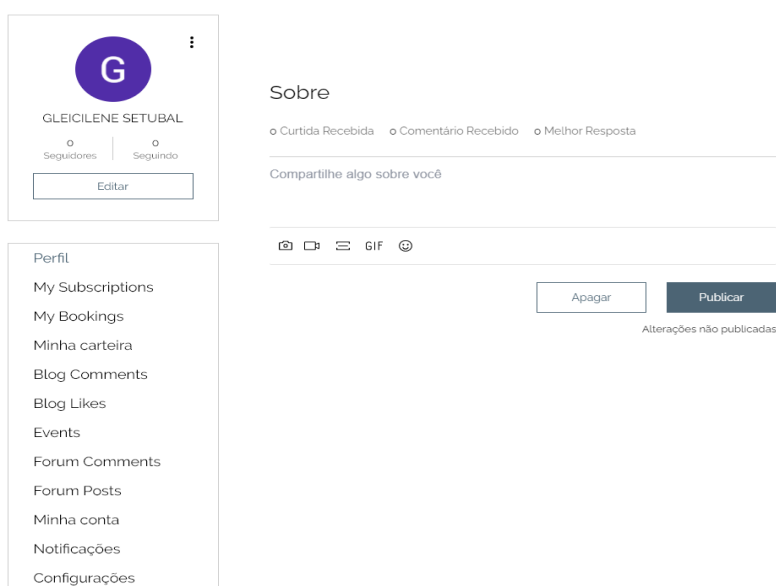 G
GLEICILENE SETUBAL
0 0
Seguidores Seguindo
Editar
Perfil
My Subscriptions
My Bookings
Minha carteira
Blog Comments
Blog Likes
Events
Forum Comments
Forum Posts
Minha conta
Notificações
Configurações
Sobre
0 Curtida Recebida 0 Comentário Recebido 0 Melhor Resposta
Compartilhe algo sobre você
GIF
Apagar Publicar
Alterações não publicadas